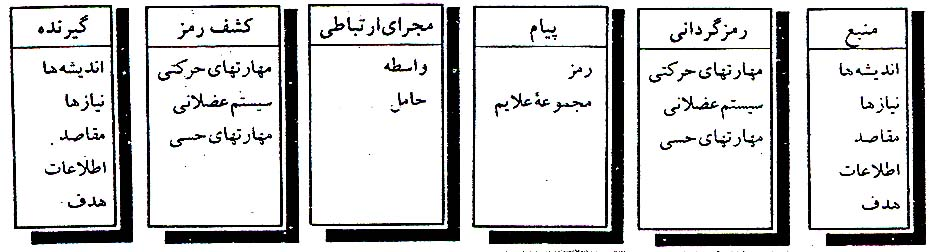 منبع
اندیشه‌ها
نیازها
مقاصد
اطلاعات
هدف
رمزگردانی
مهارتهای حرکتی
سیستم عضلانی
مهارتهای حسی
پیام
رمز
مجموعهٔ علایم
مجرای ارتباطی
واسطه
حامل
کشف رمز
مهارتهای حرکتی
سیستم عضلانی
مهارتهای حسی
گیرنده
اندیشه‌ها
نیازها
مقاصد
اطلاعات
هدف